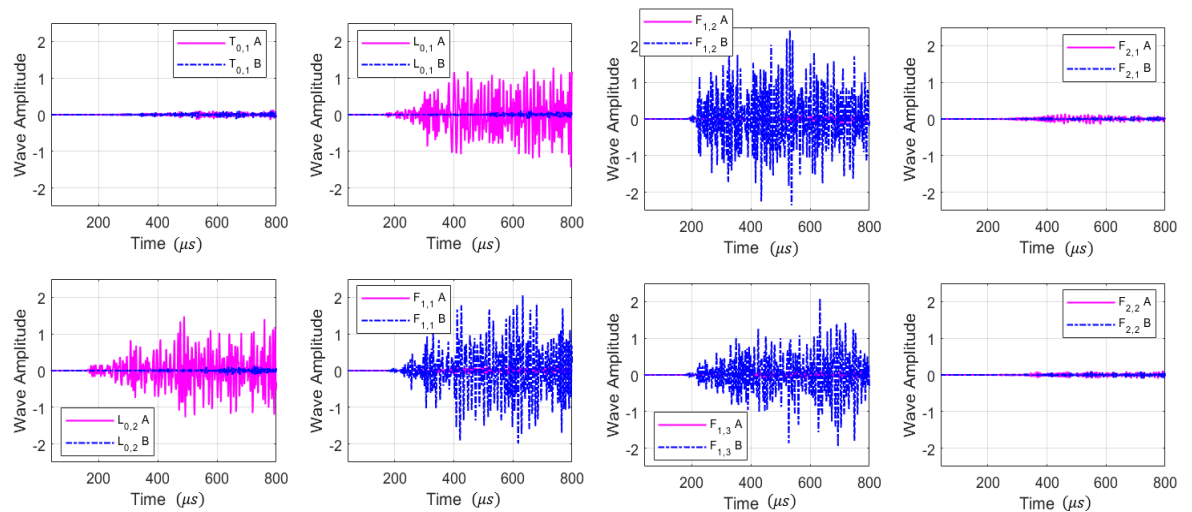 T0,1 A
T0,1 B
2
1
0
-1
-2
200
400
600
800
Wave Amplitude
Time (μs)
L0,1 A
L0,1 B
2
1
0
-1
-2
200
400
600
800
Wave Amplitude
Time (μs)
F1,2 A
F1,2 B
2
1
0
-1
-2
200
400
600
800
Wave Amplitude
Time (μs)
F2,1 A
F2,1 B
2
1
0
-1
-2
200
400
600
800
Wave Amplitude
Time (μs)
L0,2 A
L0,2 B
2
1
0
-1
-2
200
400
600
800
Wave Amplitude
Time (μs)
F1,1 A
F1,1 B
2
1
0
-1
-2
200
400
600
800
Wave Amplitude
Time (μs)
F1,3 A
F1,3 B
2
1
0
-1
-2
200
400
600
800
Wave Amplitude
Time (μs)
F2,2 A
F2,2 B
2
1
0
-1
-2
200
400
600
800
Wave Amplitude
Time (μs)